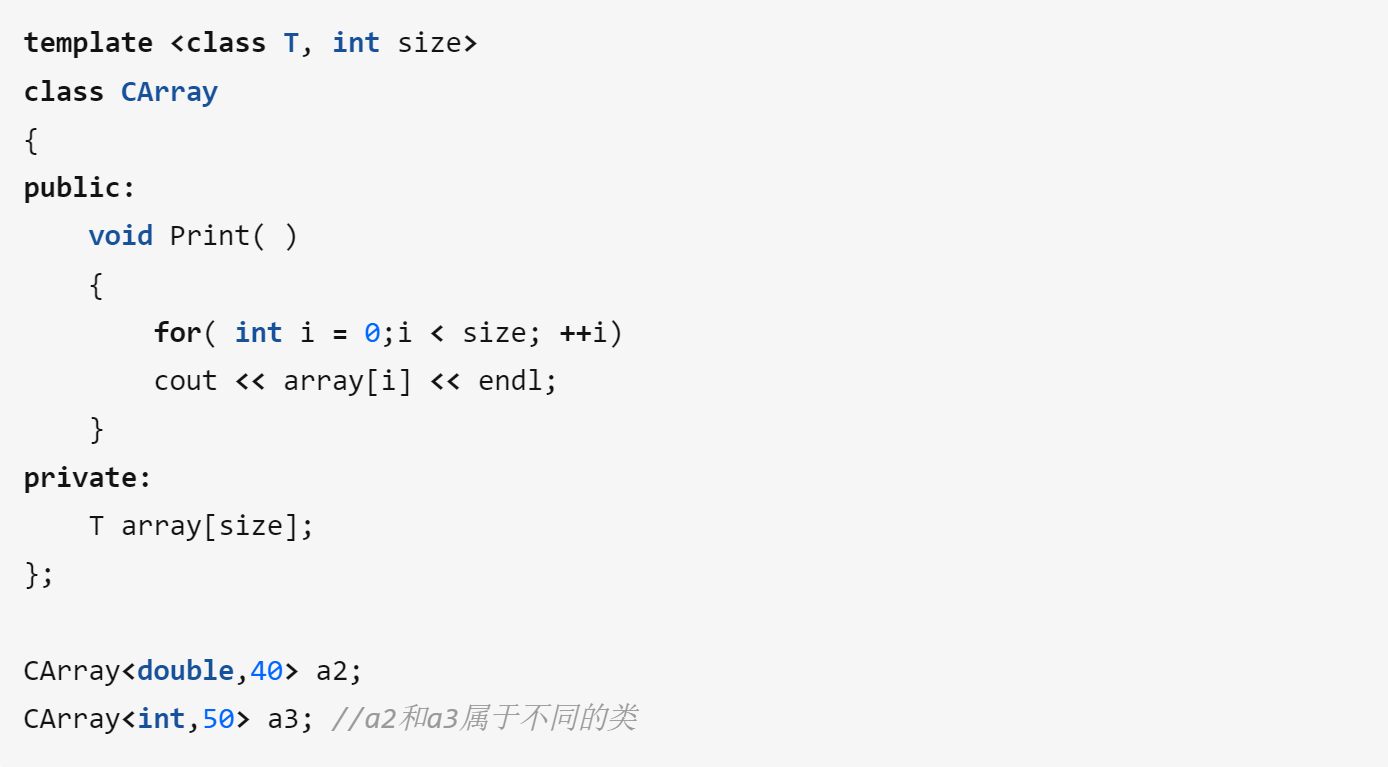 template <class T, int size>
class CArray
{
public:
    void Print( )
    {
        for( int i = 0;i < size; ++i)
        cout << array[i] << endl;
    }
private:
    T array[size];
};

CArray<double,40> a2;
CArray<int,50> a3; //a2和a3属于不同的类